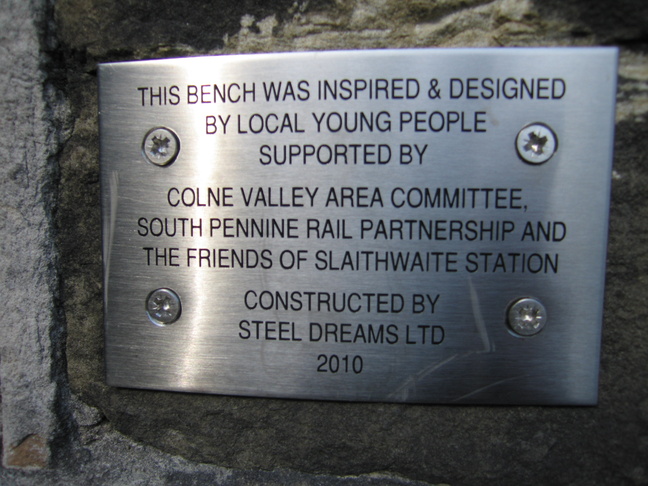 THIS BENCH WAS INSPIRED & DESIGNED
BY LOCAL YOUNG PEOPLE
SUPPORTED BY
COLNE VALLEY AREA COMMITTEE,
SOUTH PENNINE RAIL PARTNERSHIP AND
THE FRIENDS OF SLAITHWAITE STATION
CONSTRUCTED BY
STEEL DREAMS LTD
2010